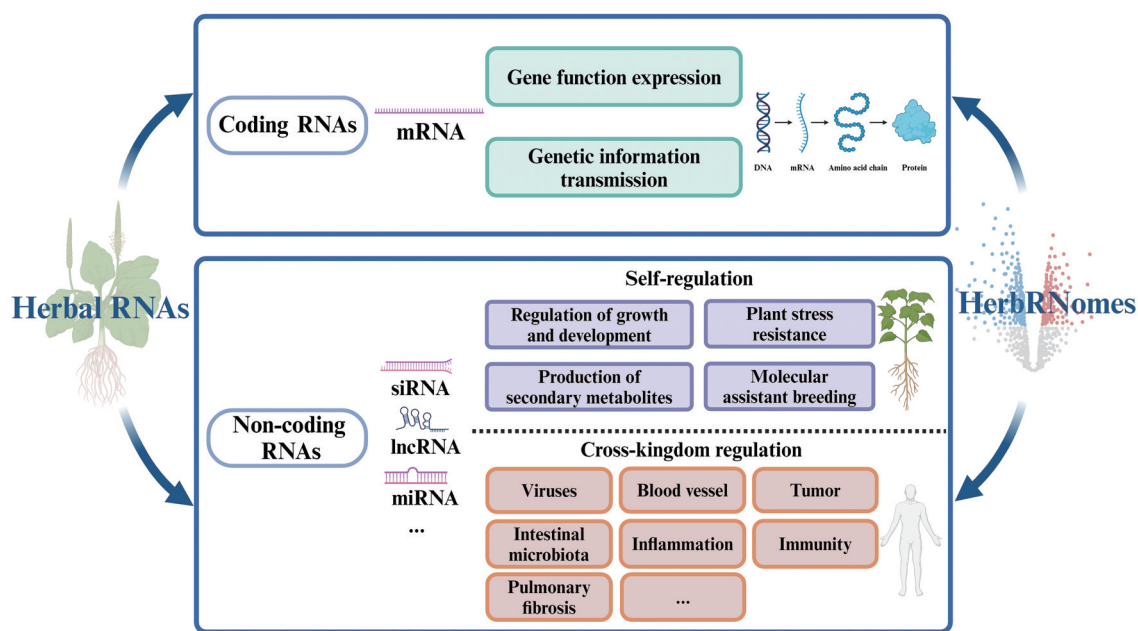 Gene function expression
Coding RNAs
mRNA
Genetic information
transmission
DNA
mRNA
Amino acid chain
Protein
Herbal RNAs
HerbRNomes
Self-regulation
Regulation of growth
and development
Plant stress
resistance
Production of
secondary metabolites
Molecular
assistant breeding
Non-coding
RNAs
siRNA
lncRNA
miRNA
...
Cross-kingdom regulation
Viruses
Blood vessel
Tumor
Intestinal
microbiota
Inflammation
Immunity
Pulmonary
fibrosis
...